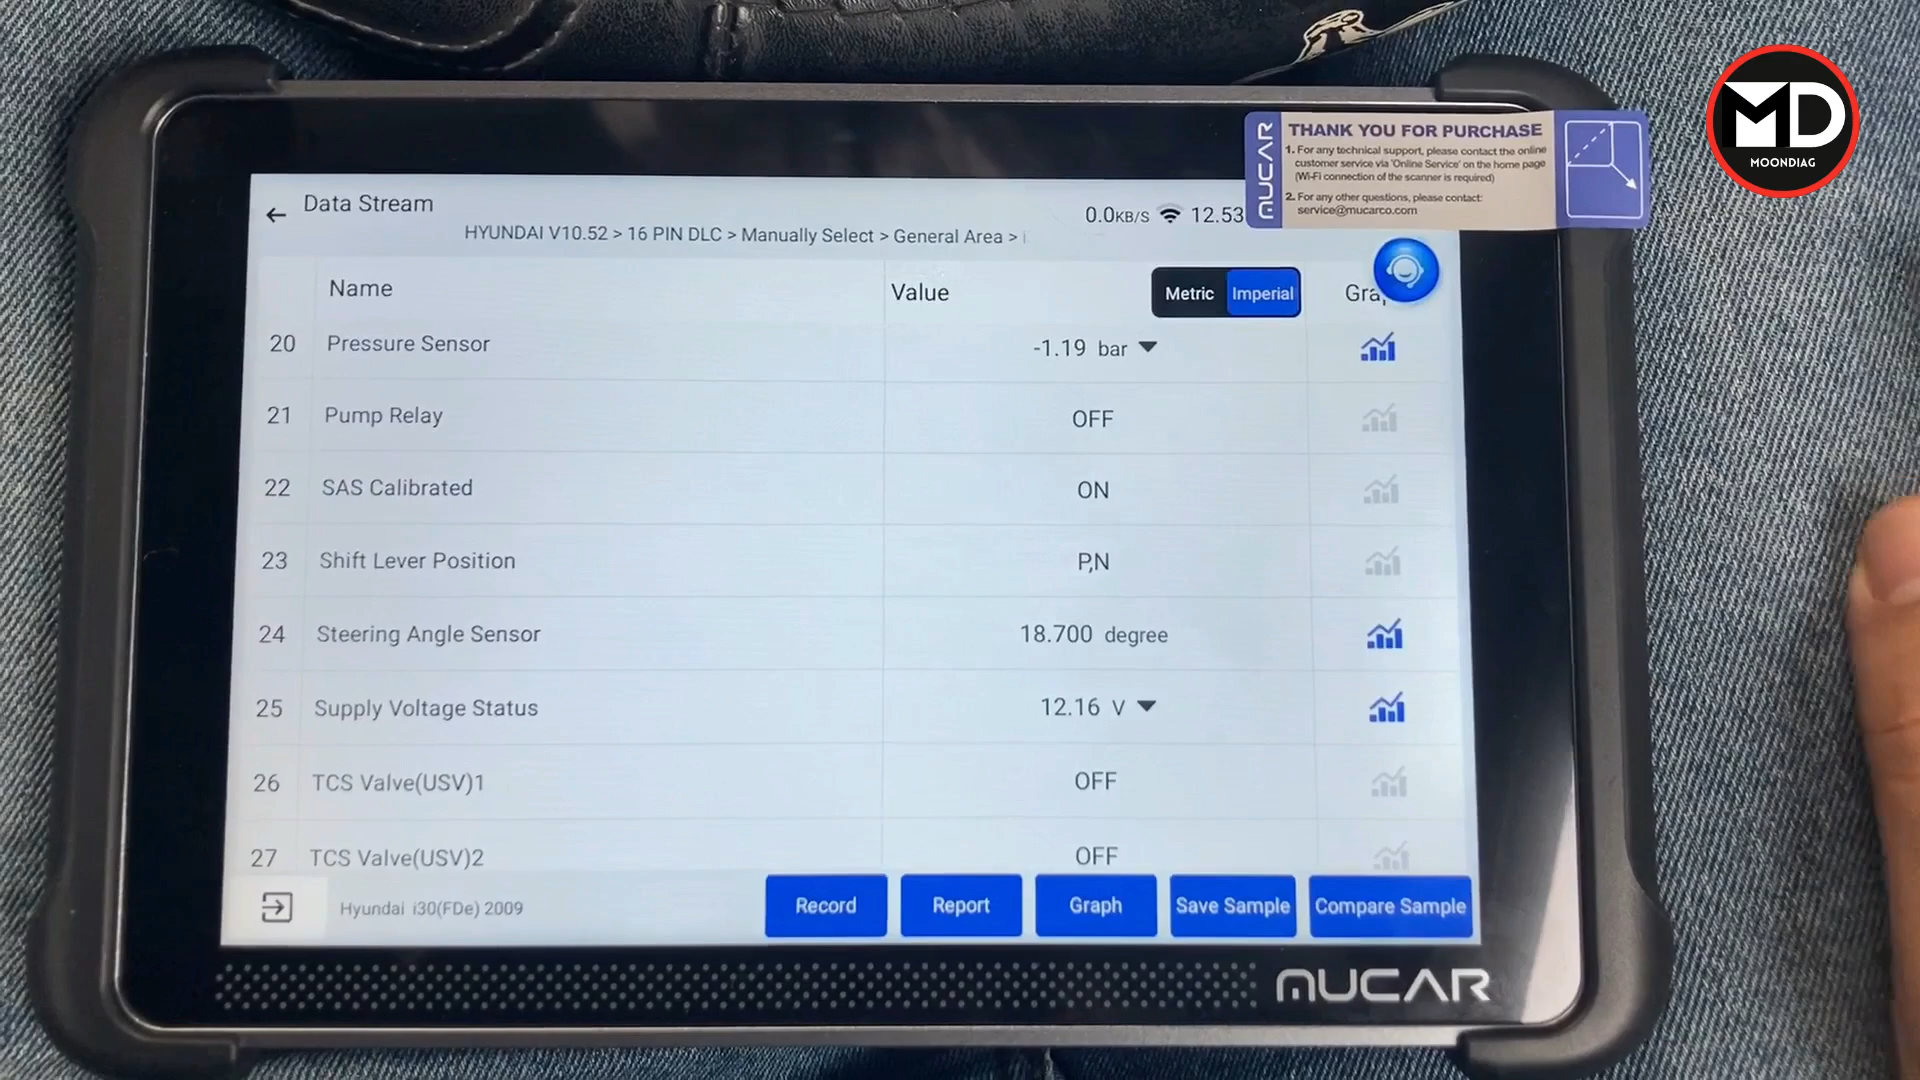 MD
MOONDIAG
MUCAR
THANK YOU FOR PURCHASE
1. For any technical support, please contact the online
customer service via 'Online Service' on the home page
(Wi-Fi connection of the scanner is required)
2. For any other questions, please contact:
service@mucarco.com
Data Stream
0.0KB/S 12.53
HYUNDAI V10.52 > 16 PIN DLC > Manually Select > General Area >
Name Value Metric Imperial Gra
20 Pressure Sensor -1.19 bar
21 Pump Relay OFF
22 SAS Calibrated ON
23 Shift Lever Position P,N
24 Steering Angle Sensor 18.700 degree
25 Supply Voltage Status 12.16 V
26 TCS Valve(USV)1 OFF
27 TCS Valve(USV)2 OFF
Hyundai i30(FDe) 2009 Record Report Graph Save Sample Compare Sample
MUCAR